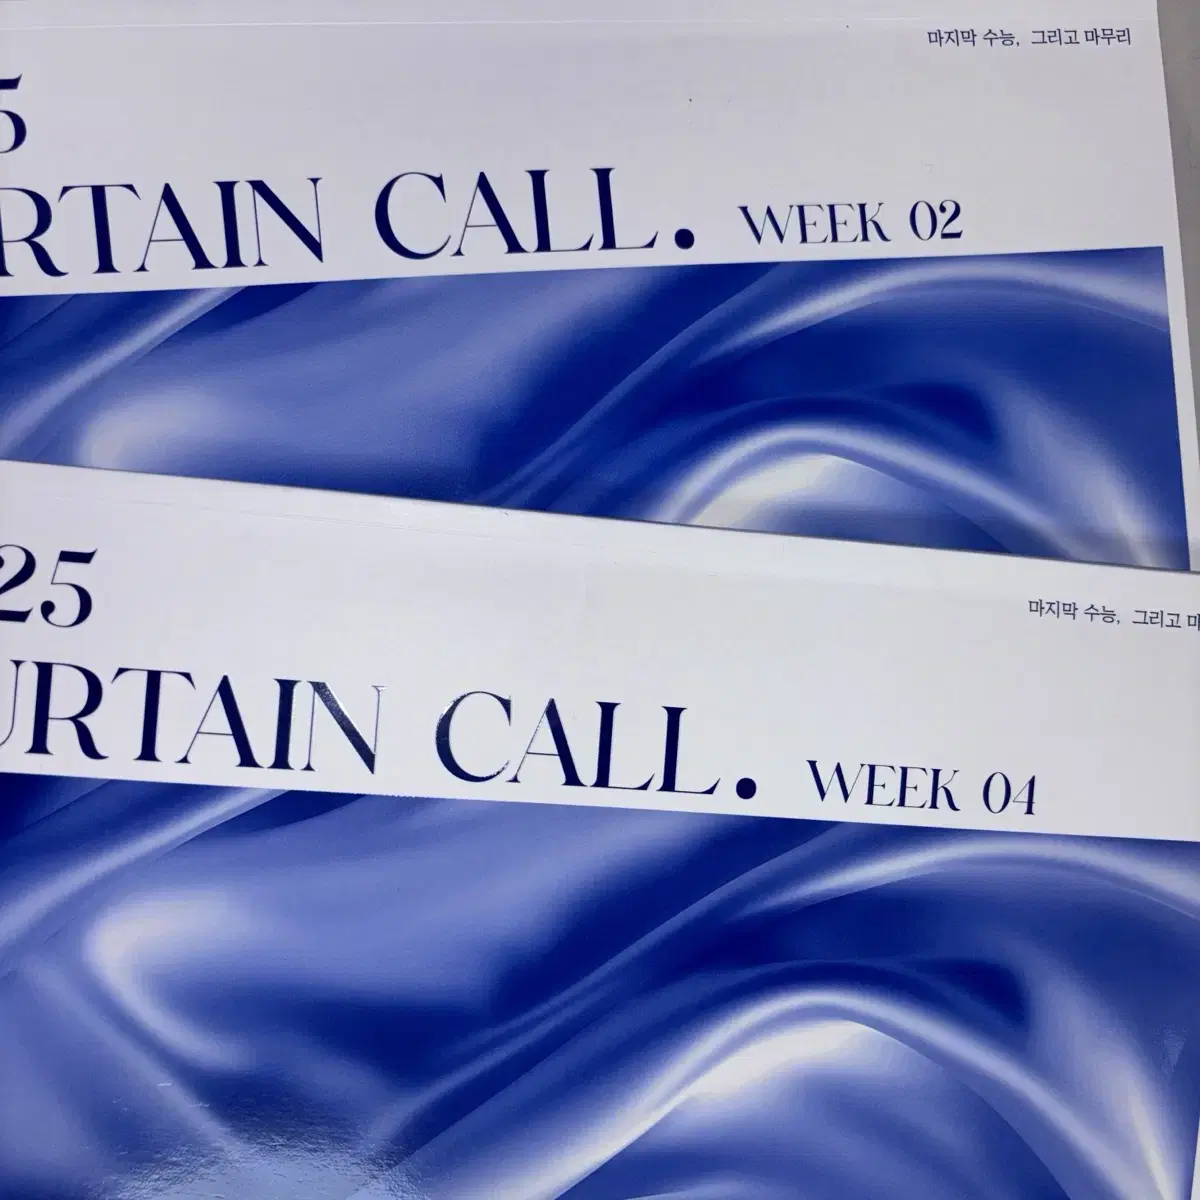 마지막 수능, 그리고 마무리
5
RTAIN CALL. WEEK 02
25
마지막 수능, 그리고 마
URTAIN CALL. WEEK 04